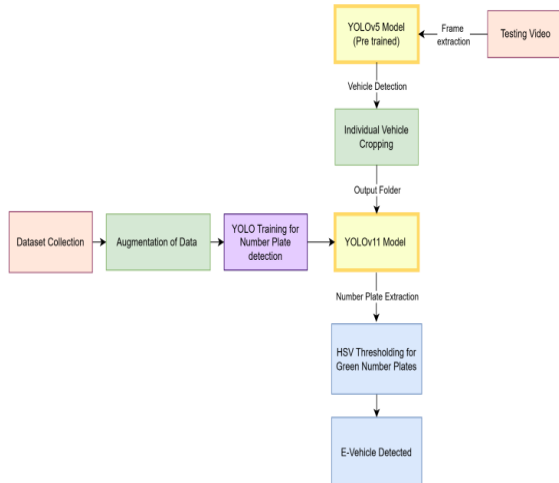 YOLOv5 Model
(Pre trained)
Frame
extraction
Testing Video
Vehicle Detection
Individual Vehicle
Cropping
Output Folder
Dataset Collection
Augmentation of Data
YOLO Training for
Number Plate
detection
YOLOv11 Model
Number Plate Extraction
HSV Thresholding for
Green Number Plates
E-Vehicle Detected